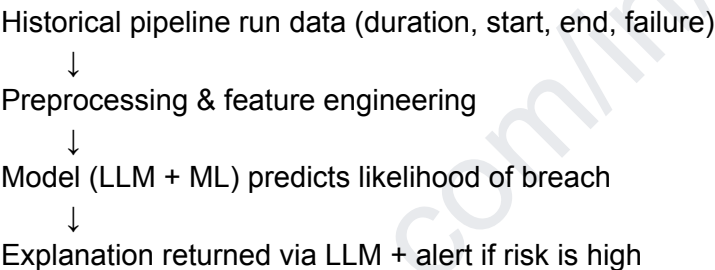 Historical pipeline run data (duration, start, end, failure)
↓
Preprocessing & feature engineering
↓
Model (LLM + ML) predicts likelihood of breach
↓
Explanation returned via LLM + alert if risk is high